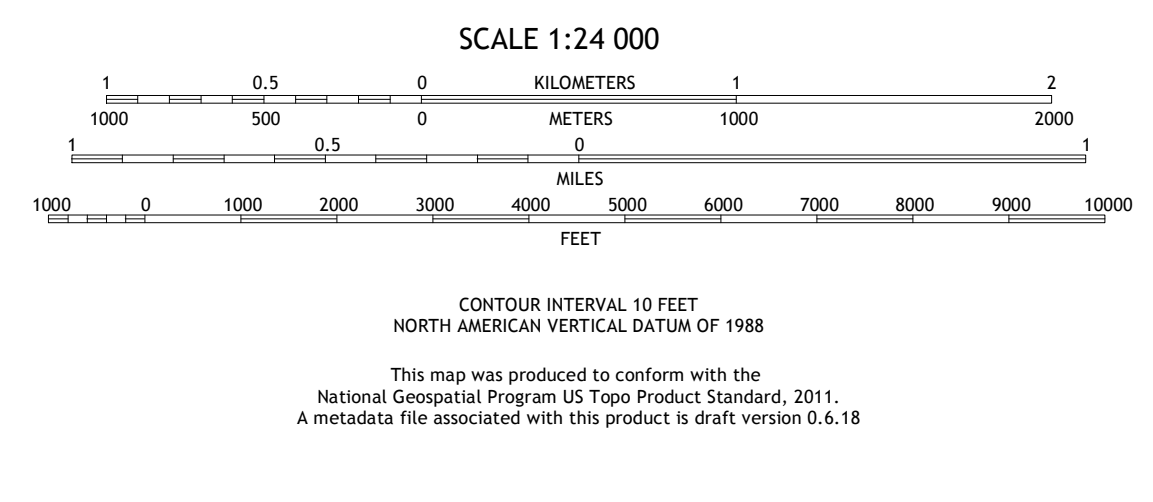 SCALE 1:24 000
1 0.5 0 KILOMETERS 1 2
1000 500 0 METERS 1000 2000
1 0.5 0 1
MILES
1000 0 1000 2000 3000 4000 5000 6000 7000 8000 9000 10000
FEET
CONTOUR INTERVAL 10 FEET
NORTH AMERICAN VERTICAL DATUM OF 1988
This map was produced to conform with the
National Geospatial Program US Topo Product Standard, 2011.
A metadata file associated with this product is draft version 0.6.18